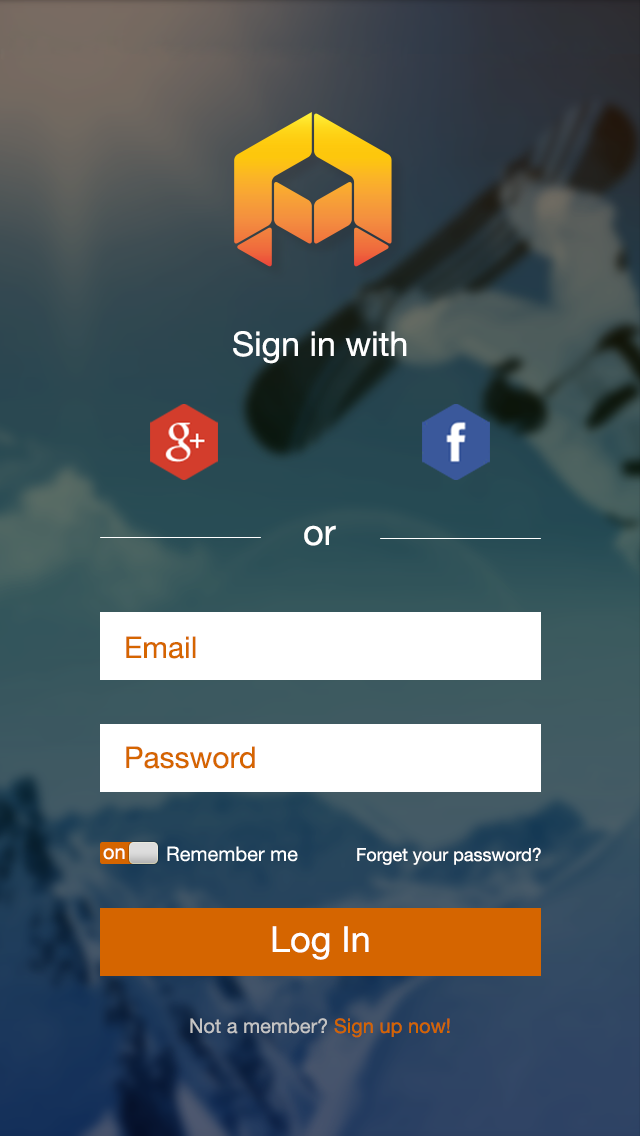 Sign in with
g+ f
or
Email
Password
on Remember me Forget your password?
Log In
Not a member? Sign up now!